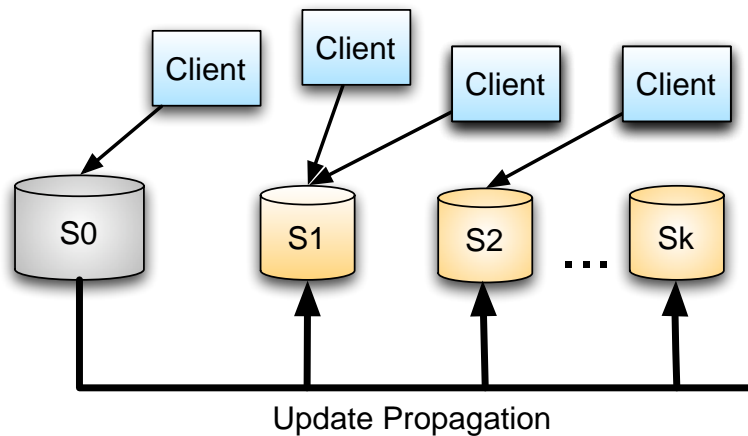 Client
Client
Client
Client
S0
S1
S2
...
Sk
Update Propagation